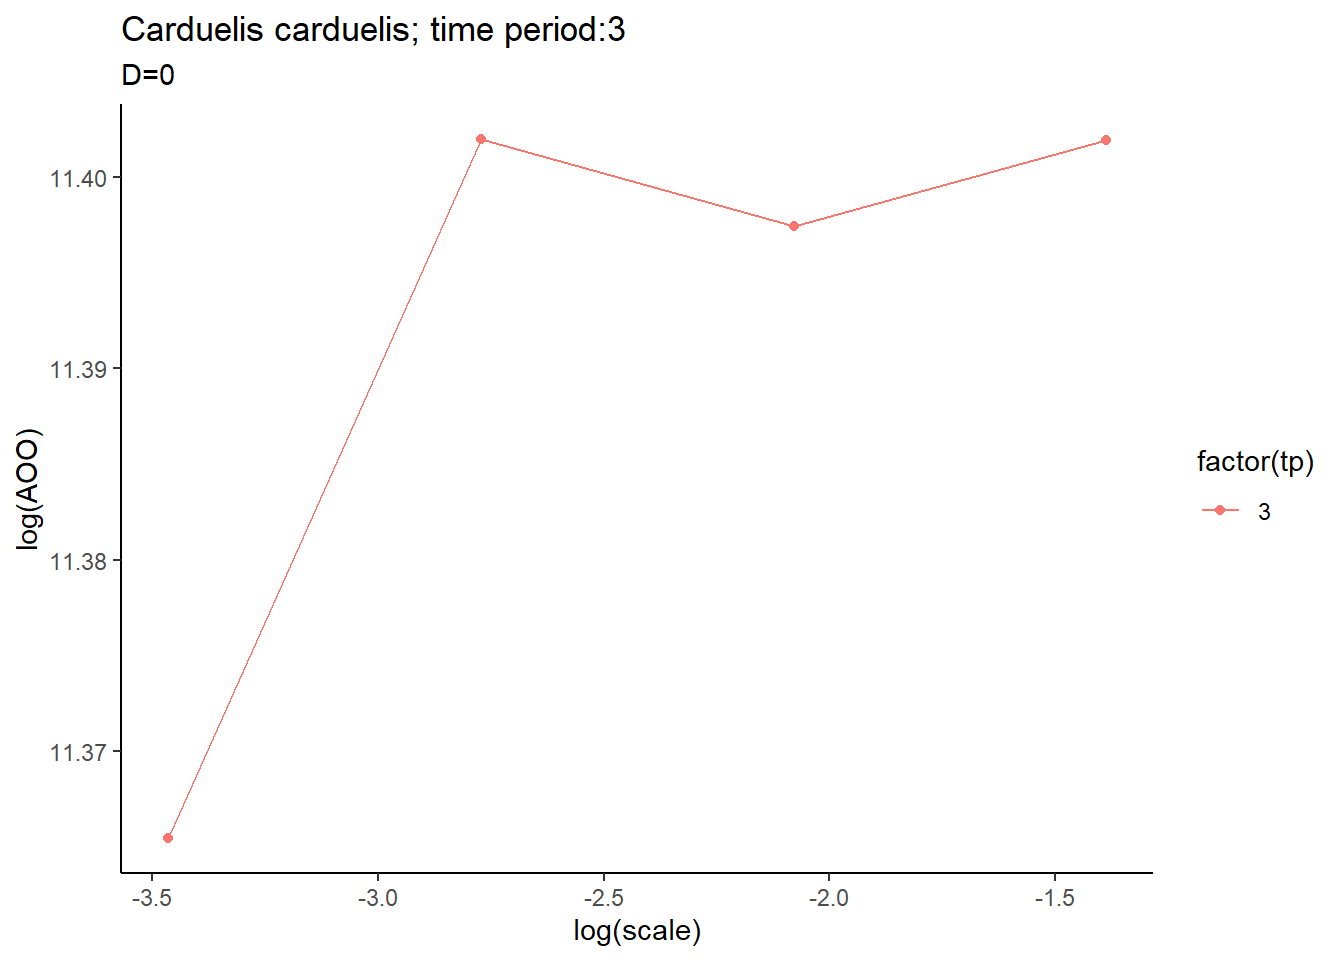 Carduelis carduelis; time period:3
D=0
11.40
11.39
11.38
11.37
log(AOO)
-3.5 -3.0 -2.5 -2.0 -1.5
log(scale)
factor(tp)
3